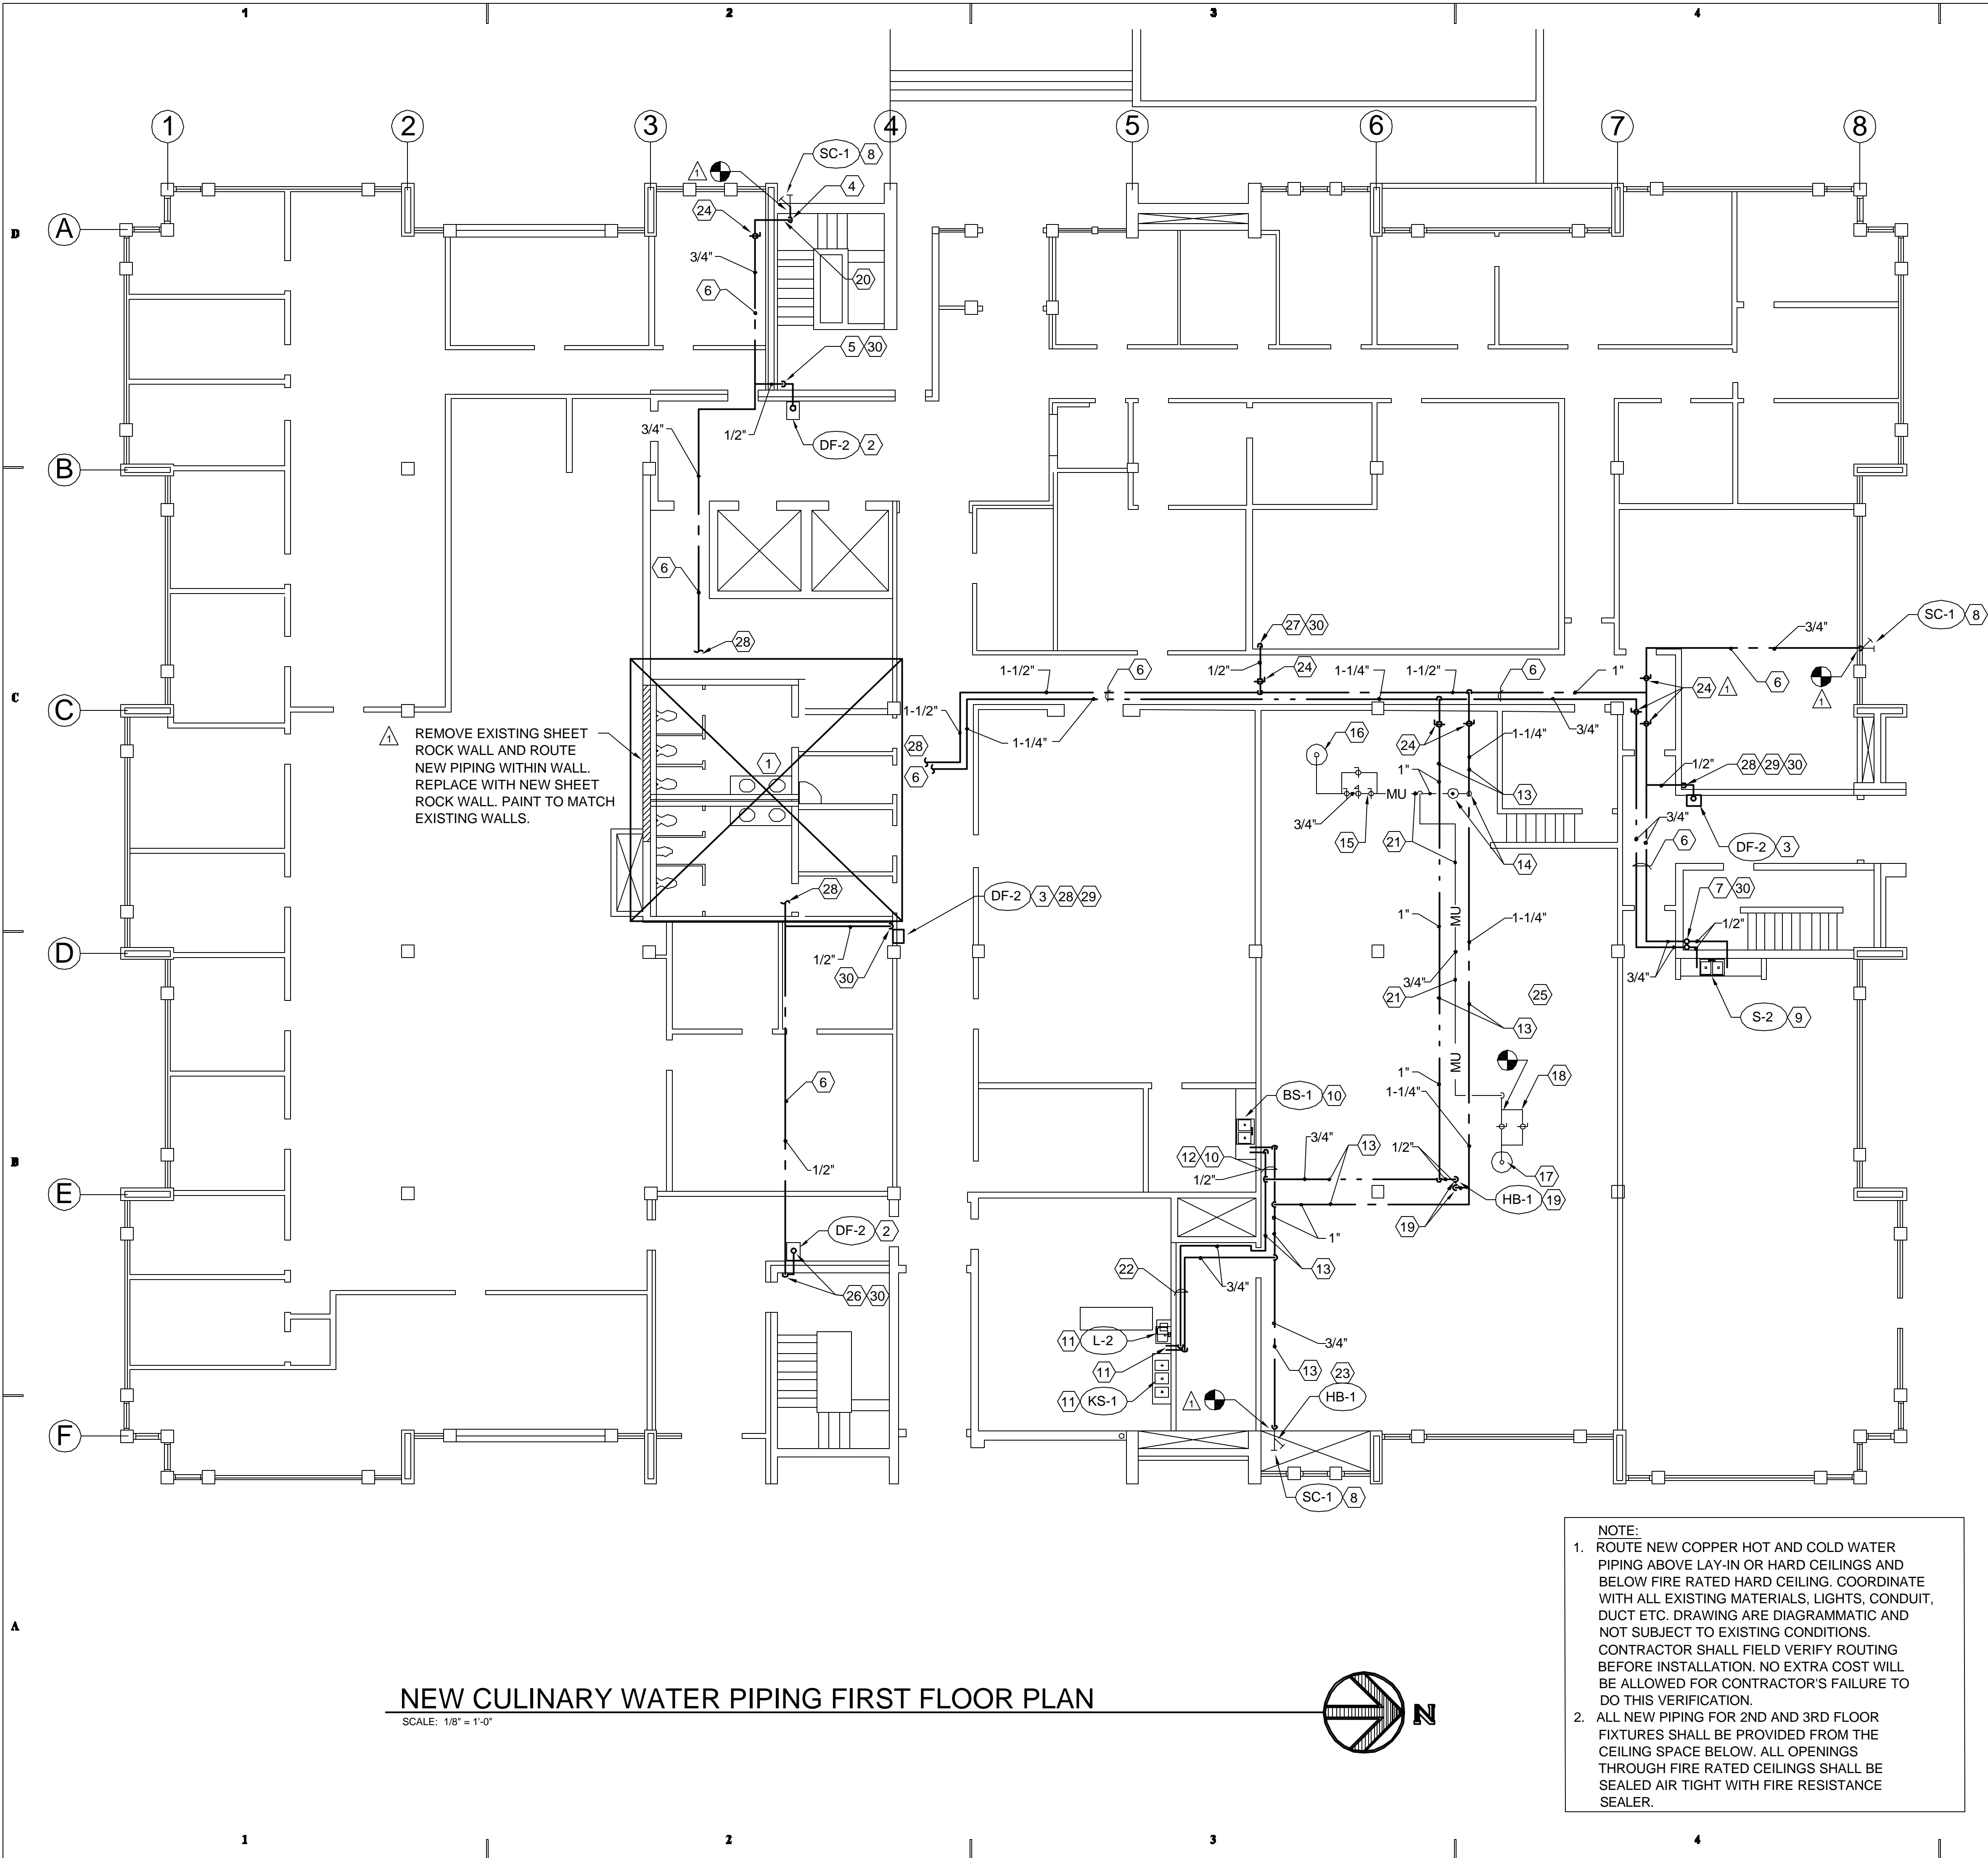 1 2 3 4
1 2 3 4 5 6 7 8
SC-1 8
1
4
D
A
24
3/4"
20
6
5 30
3/4"
1/2"
DF-2 2
B
6
28
27 30
SC-1 8
3/4"
1-1/2"
6
1/2"
24
1-1/4"
1-1/2"
6
1"
24 1
6
1
C
C
1-1/2"
28
6
1-1/4"
16
24
1-1/4"
3/4"
1 REMOVE EXISTING SHEET
ROCK WALL AND ROUTE
NEW PIPING WITHIN WALL.
REPLACE WITH NEW SHEET
ROCK WALL. PAINT TO MATCH
EXISTING WALLS.
1
1"
13
MU
3/4"
15
21
14
1/2"
28 29 30
3/4"
6
DF-2 3
28
DF-2 3 28 29
7 30
1/2"
MU
1"
1-1/4"
D
1/2"
30
3/4"
21
25
13
3/4"
S-2 9
6
MU
1"
1-1/4"
18
BS-1 10
B
1/2"
12 10
1/2"
3/4"
13
1/2"
17
HB-1 19
19
E
DF-2 2
1"
13
22
3/4"
26 30
11 L-2
11
3/4"
13
23
11 KS-1
1
HB-1
F
SC-1 8
NOTE:
1. ROUTE NEW COPPER HOT AND COLD WATER
PIPING ABOVE LAY-IN OR HARD CEILINGS AND
BELOW FIRE RATED HARD CEILING. COORDINATE
WITH ALL EXISTING MATERIALS, LIGHTS, CONDUIT,
DUCT ETC. DRAWING ARE DIAGRAMMATIC AND
NOT SUBJECT TO EXISTING CONDITIONS.
CONTRACTOR SHALL FIELD VERIFY ROUTING
BEFORE INSTALLATION. NO EXTRA COST WILL
BE ALLOWED FOR CONTRACTOR'S FAILURE TO
DO THIS VERIFICATION.
2. ALL NEW PIPING FOR 2ND AND 3RD FLOOR
FIXTURES SHALL BE PROVIDED FROM THE
CEILING SPACE BELOW. ALL OPENINGS
THROUGH FIRE RATED CEILINGS SHALL BE
SEALED AIR TIGHT WITH FIRE RESISTANCE
SEALER.
A
NEW CULINARY WATER PIPING FIRST FLOOR PLAN
SCALE: 1/8" = 1'-0"
N
1 2 3 4